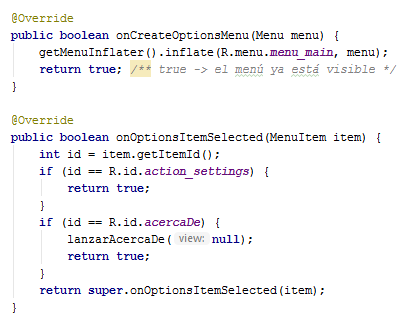 @Override
public boolean onCreateOptionsMenu(Menu menu) {
    getMenuInflater().inflate(R.menu.menu_main, menu);
    return true; /** true -> el menú ya está visible */
}
@Override
public boolean onOptionsItemSelected(MenuItem item) {
    int id = item.getItemId();
    if (id == R.id.action_settings) {
        return true;
    }
    if (id == R.id.acercaDe) {
        lanzarAcercaDe( view: null);
        return true;
    }
    return super.onOptionsItemSelected(item);
}